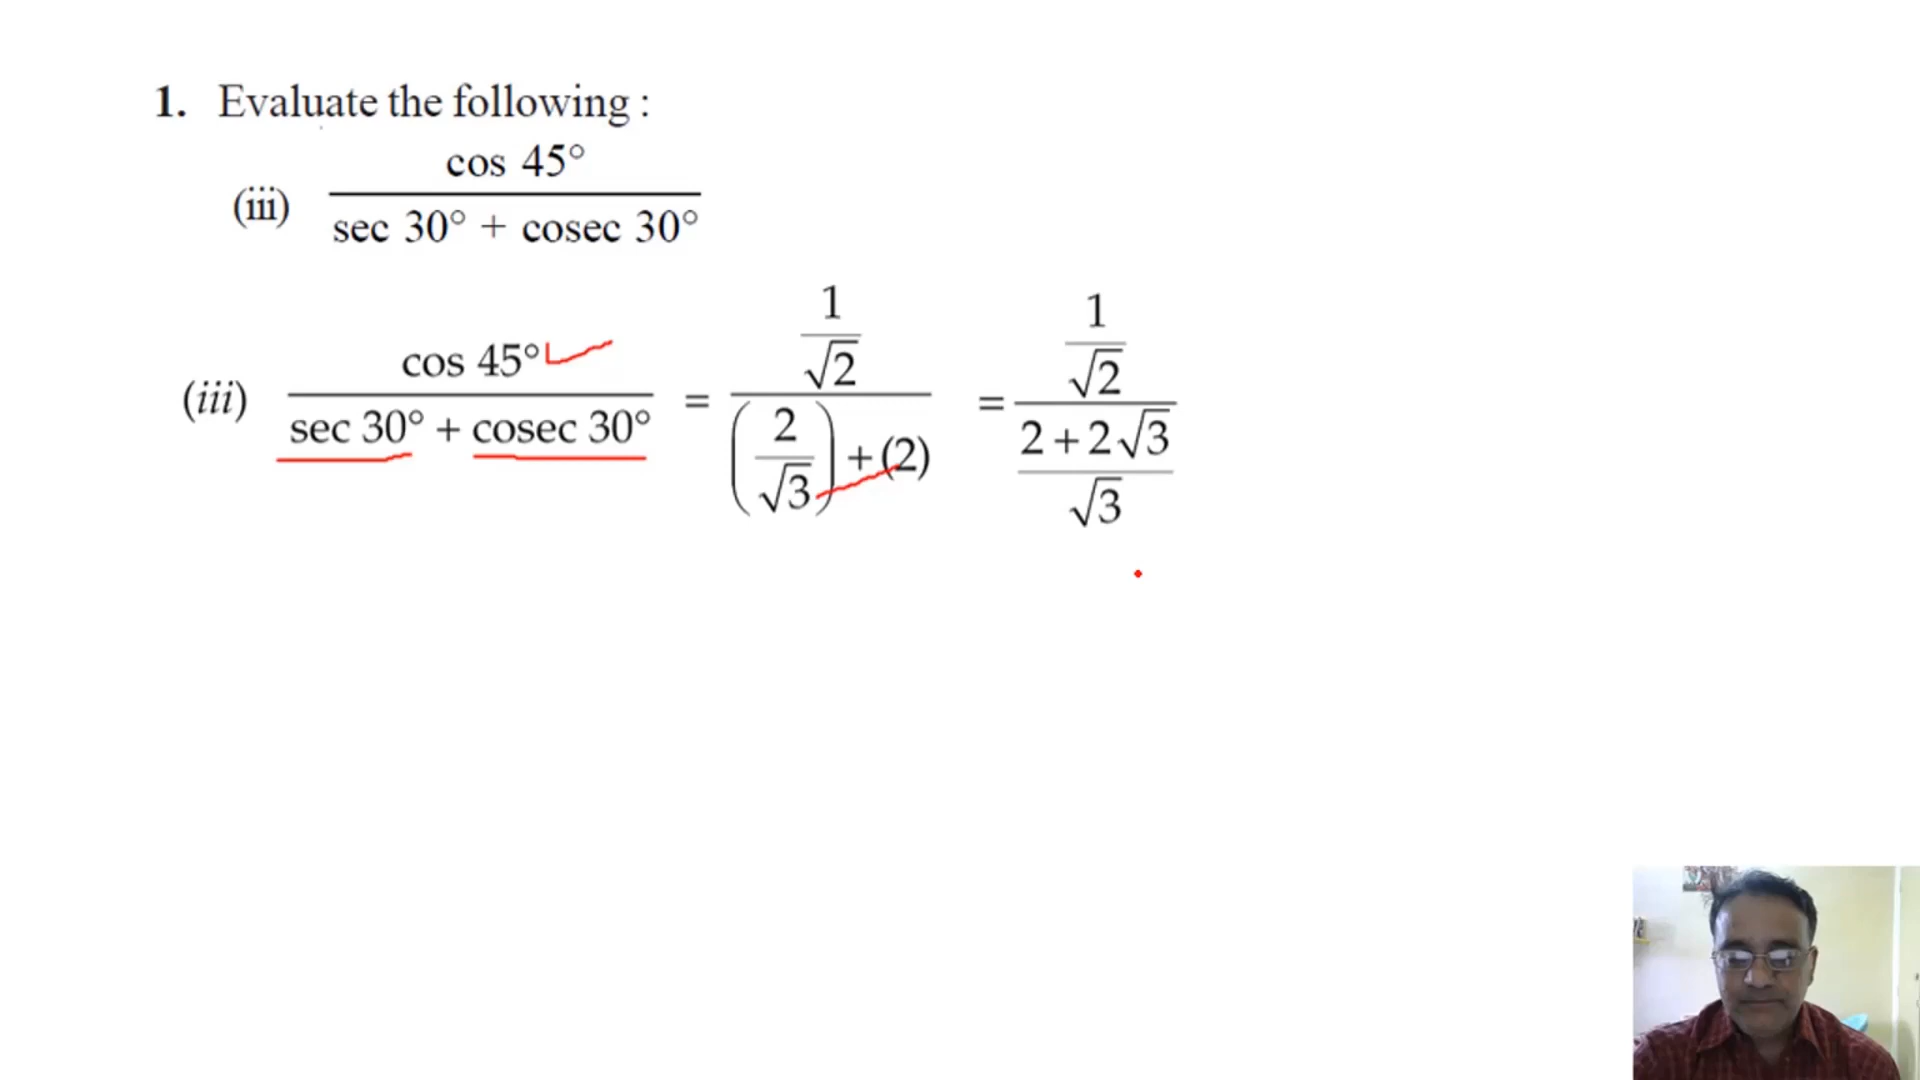 1. Evaluate the following :
(iii) cos 45° / sec 30° + cosec 30°
(iii) cos 45° / sec 30° + cosec 30° = 1/√2 / (2/√3) + (2) = 1/√2 / 2 + 2√3 / √3